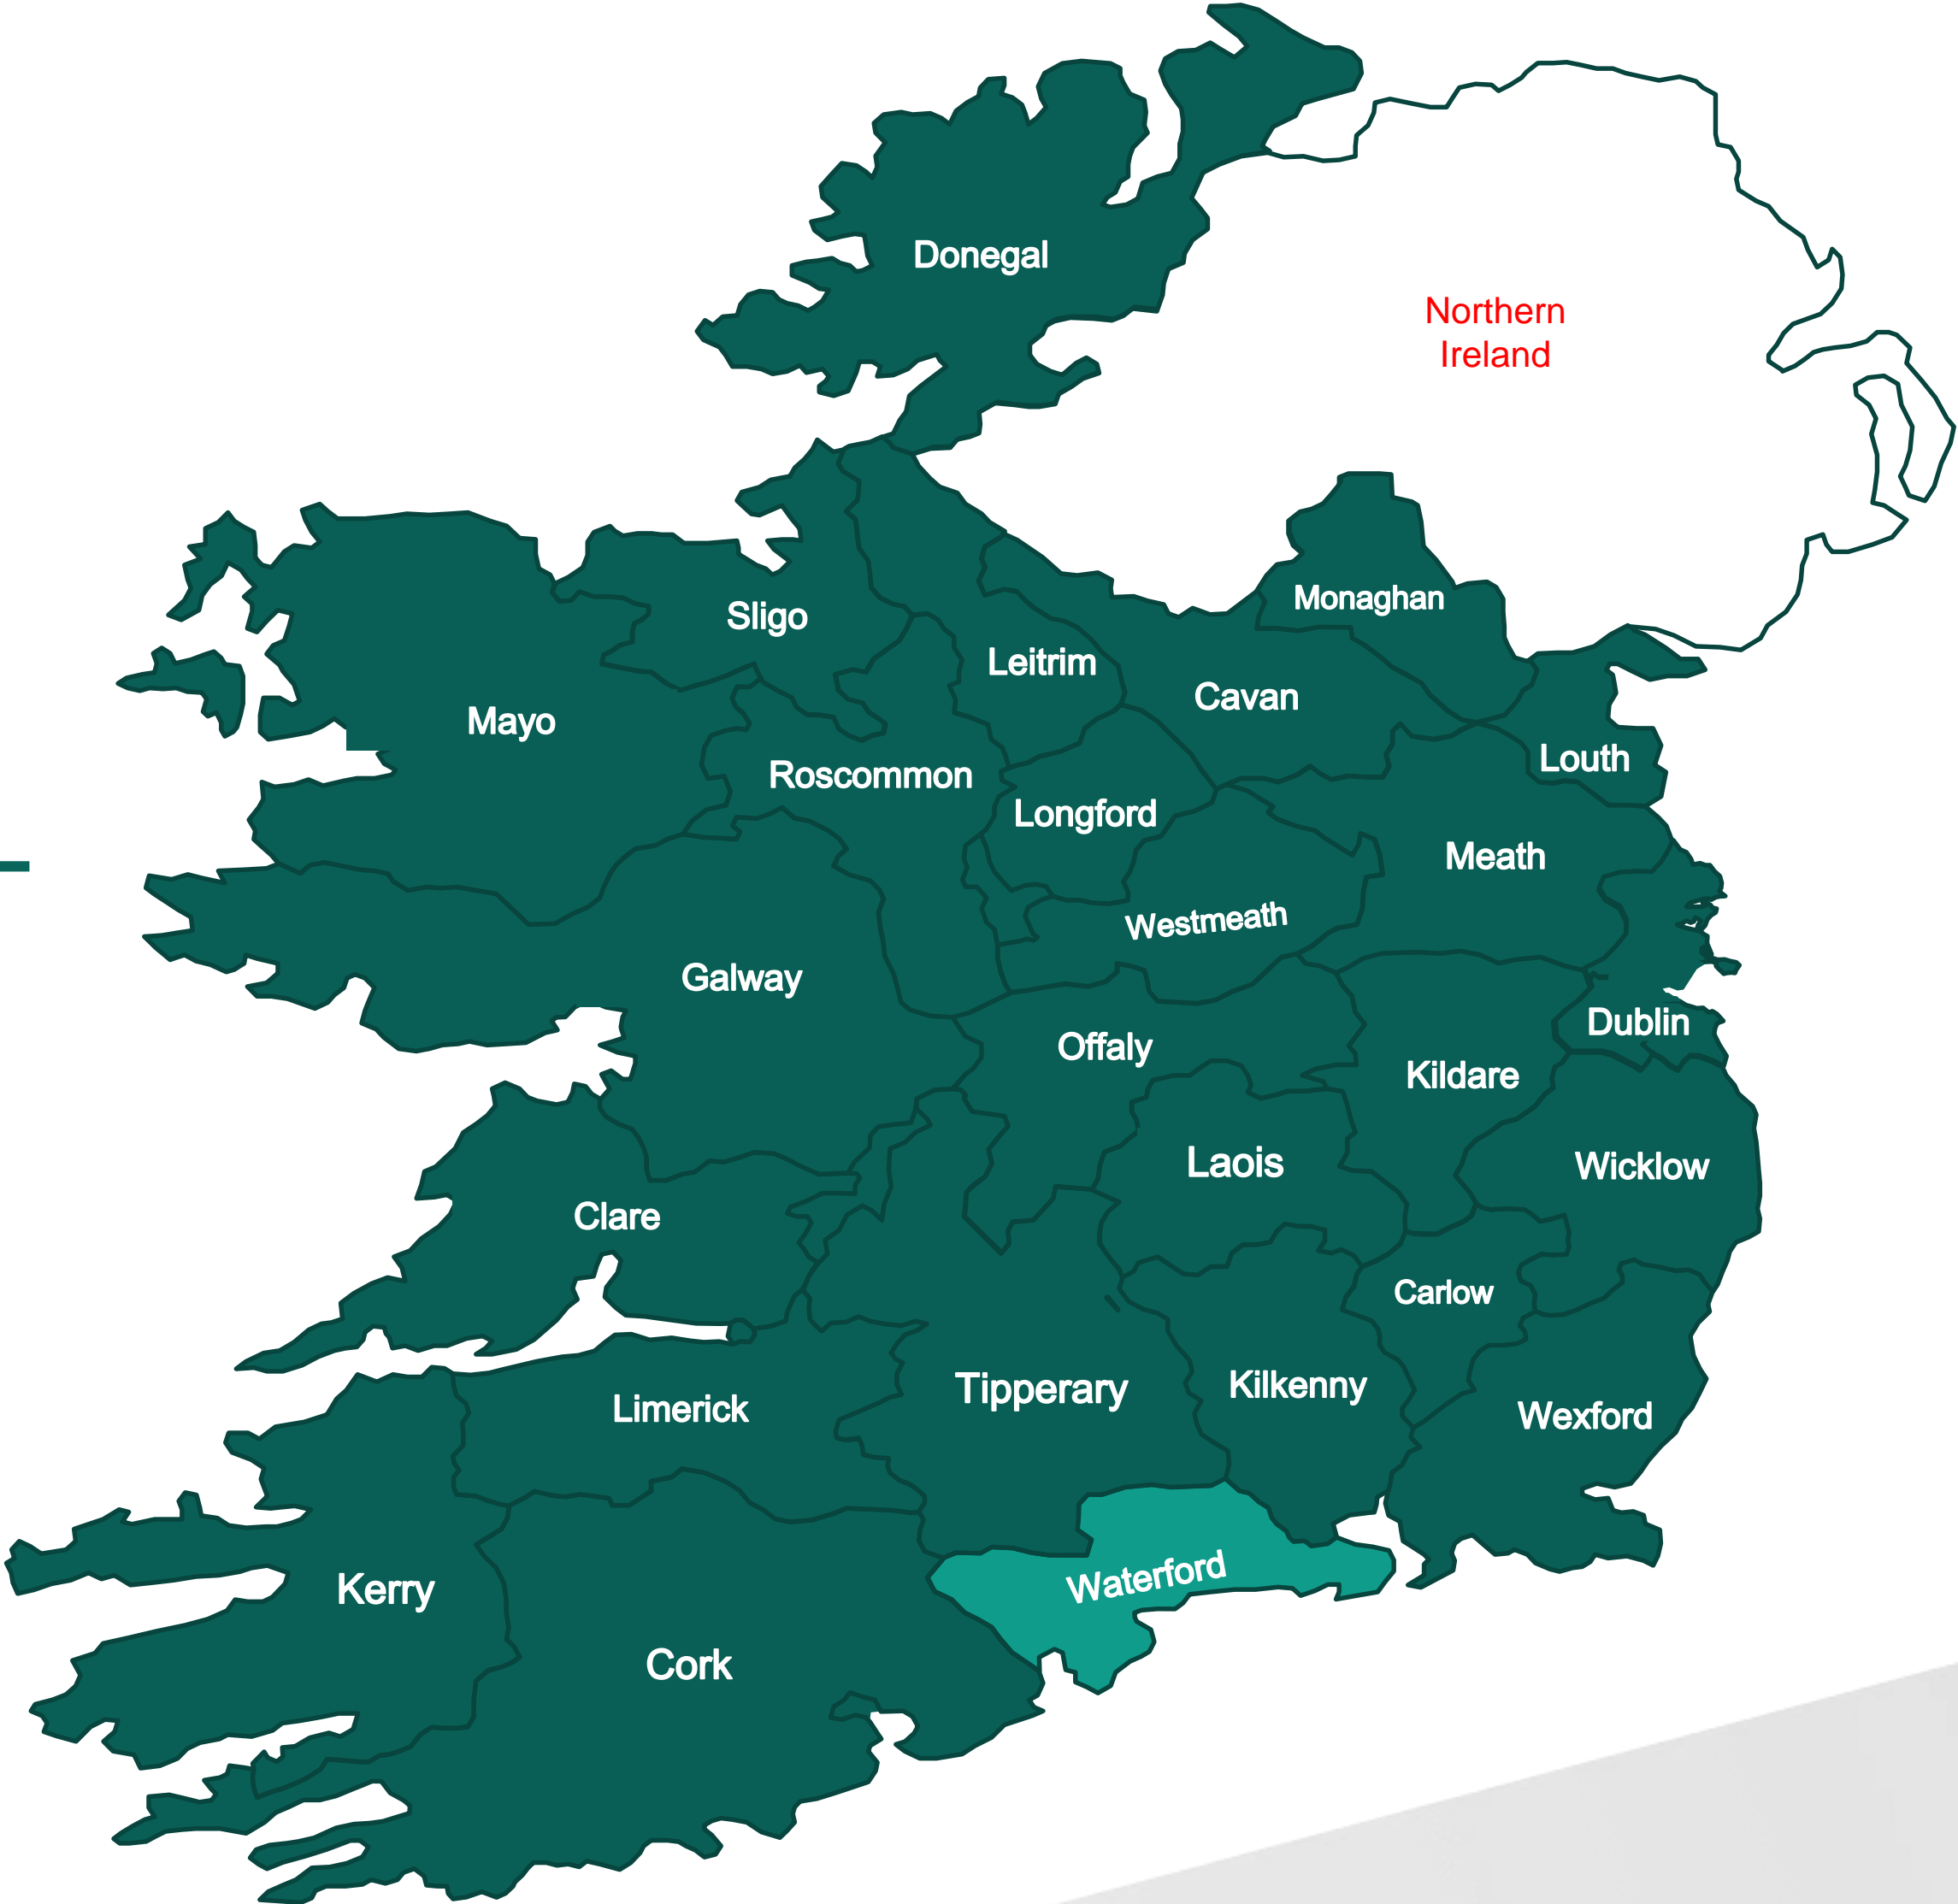 Donegal
Northern
Ireland
Monaghan
Sligo
Leitrim
Cavan
Mayo
Louth
Roscommon
Longford
Meath
Westmeath
Galway
Dublin
Offaly
Kildare
Laois
Wicklow
Clare
Carlow
Tipperary
Kilkenny
Limerick
Wexford
Waterford
Kerry
Cork